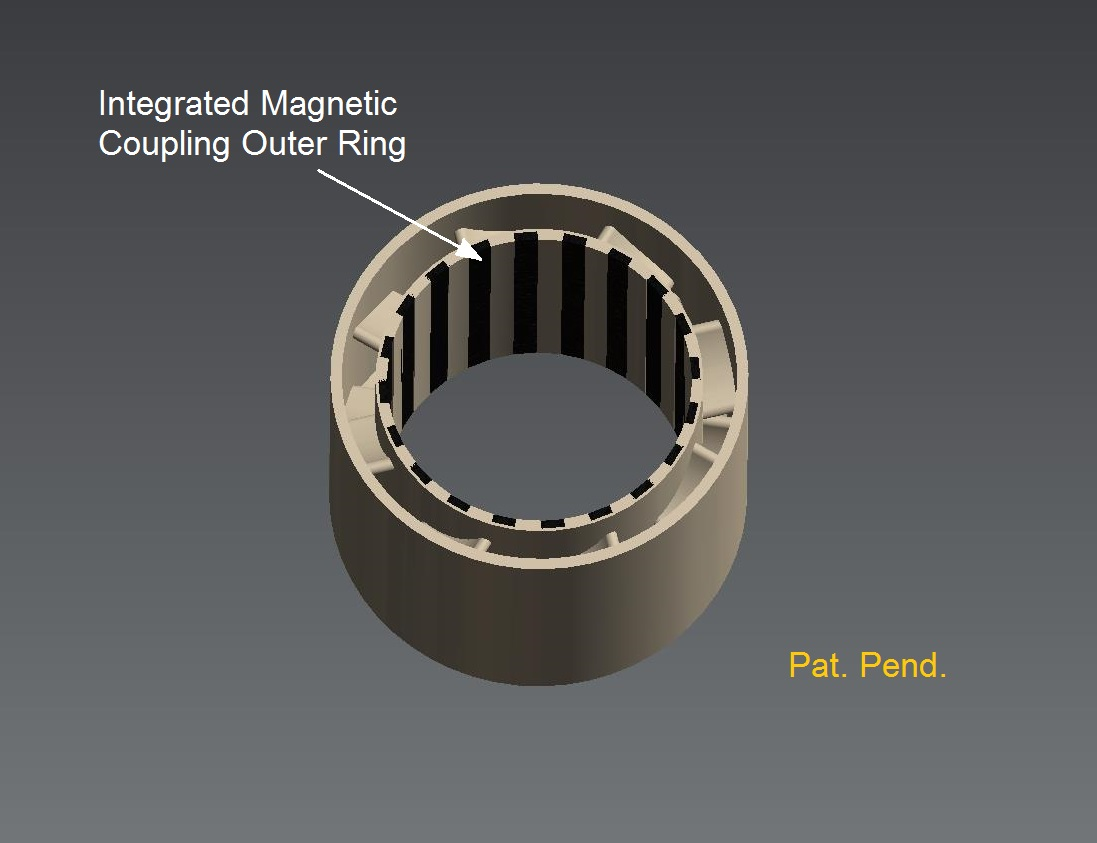 Integrated Magnetic
Coupling Outer Ring
Pat. Pend.